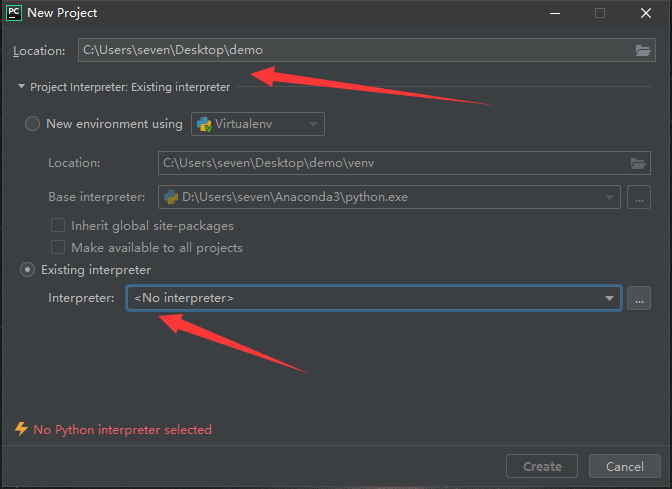 PC New Project
Location: C:\Users\seven\Desktop\demo
Project Interpreter: Existing interpreter
New environment using Virtualenv
Location: C:\Users\seven\Desktop\demo\venv
Base interpreter: D:\Users\seven\Anaconda3\python.exe ...
Inherit global site-packages
Make available to all projects
Existing interpreter
Interpreter: <No interpreter> ...
No Python interpreter selected
Create Cancel